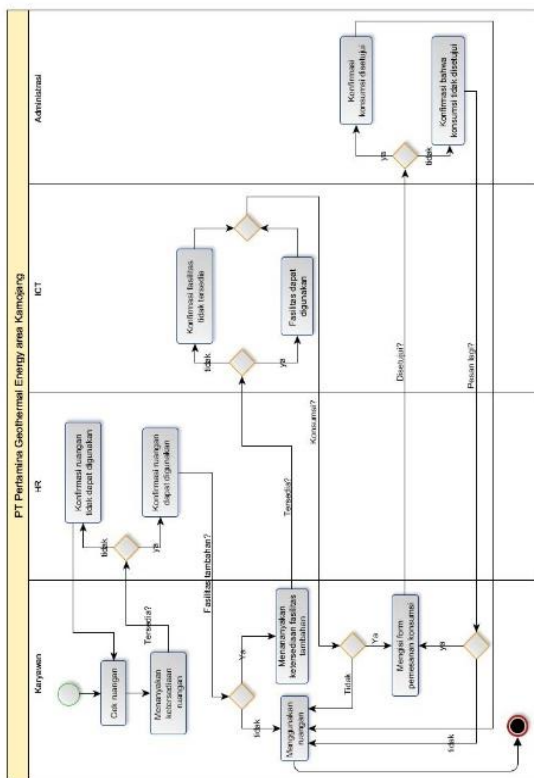 PT Pertamina Geothermal Energy area Kamojang
Karyawan
HR
ICT
Administrasi
Cek ruangan
Menanyakan
ketersediaan
ruangan
Tersedia?
tidak
ya
Konfirmasi ruangan
tidak dapat digunakan
Konfirmasi ruangan
dapat digunakan
Fasilitas tambahan?
tidak
Ya
Menggunakan
ruangan
Menanyakan
ketersediaan fasilitas
tambahan
Tersedia?
tidak
ya
Konfirmasi fasilitas
tidak tersedia
Fasilitas dapat
digunakan
Konsumsi?
Tidak
Ya
Mengisi form
pemesanan konsumsi
Disetujui?
ya
tidak
Konfirmasi
konsumsi disetujui
Konfirmasi bahwa
konsumsi tidak disetujui
Pesan lagi?
ya
tidak